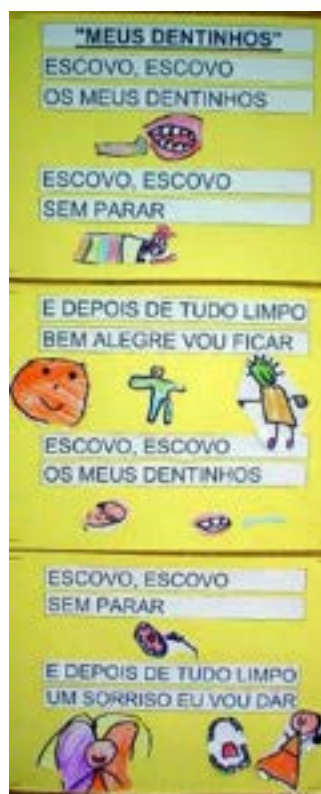 "MEUS DENTINHOS"
ESCOVO, ESCOVO
OS MEUS DENTINHOS
ESCOVO, ESCOVO
SEM PARAR
E DEPOIS DE TUDO LIMPO
BEM ALEGRE VOU FICAR
ESCOVO, ESCOVO
OS MEUS DENTINHOS
ESCOVO, ESCOVO
SEM PARAR
E DEPOIS DE TUDO LIMPO
UM SORRISO EU VOU DAR